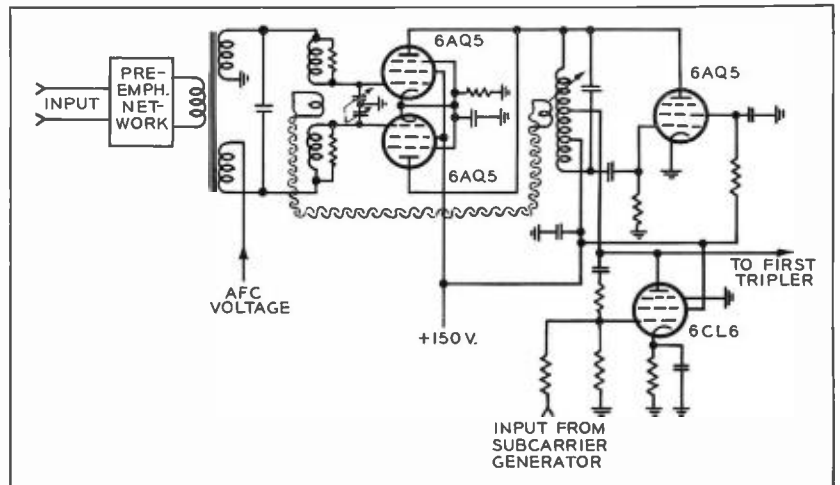 PRE-
EMPH.
NET-
WORK
INPUT
AFC
VOLTAGE
6AQ5
6AQ5
+150 V.
6AQ5
TO FIRST
TRIPLER
6CL6
INPUT FROM
SUBCARRIER
GENERATOR